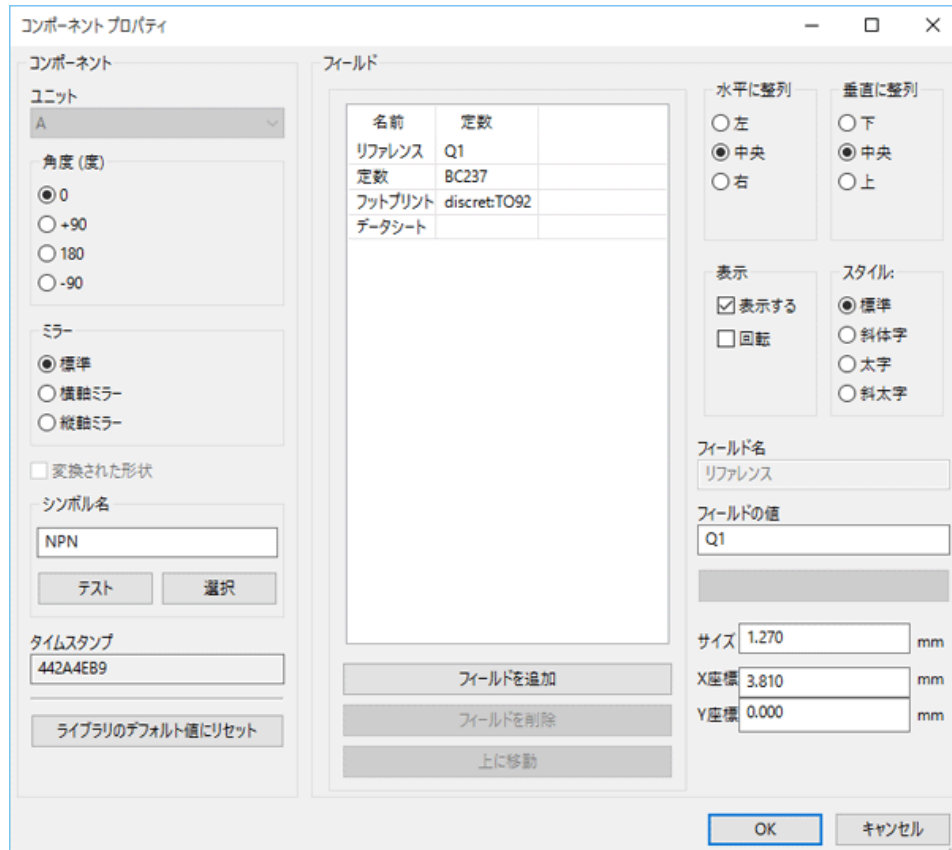 コンポーネント プロパティ
コンポーネント
ユニット
A
角度 (度)
0
+90
180
-90
ミラー
標準
横軸ミラー
縦軸ミラー
変換された形状
シンボル名
NPN
テスト 選択
タイムスタンプ
442A4EB9
ライブラリのデフォルト値にリセット
フィールド
名前 定数
リファレンス Q1
定数 BC237
フットプリント discret:TO92
データシート
フィールドを追加
フィールドを削除
上に移動
水平に整列
左
中央
右
垂直に整列
下
中央
上
表示
表示する
回転
スタイル:
標準
斜体字
太字
斜太字
フィールド名
リファレンス
フィールドの値
Q1
サイズ 1.270 mm
X座標 3.810 mm
Y座標 0.000 mm
OK キャンセル